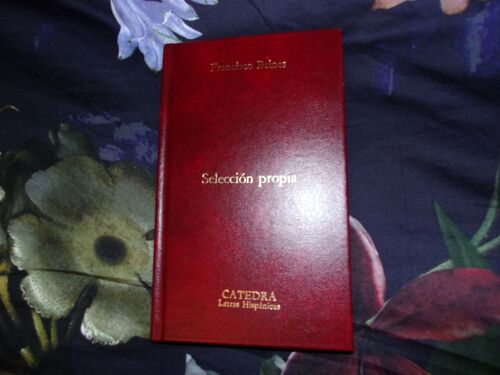 Francisco Brines
Selección propia
CATEDRA
Letras Hispánicas